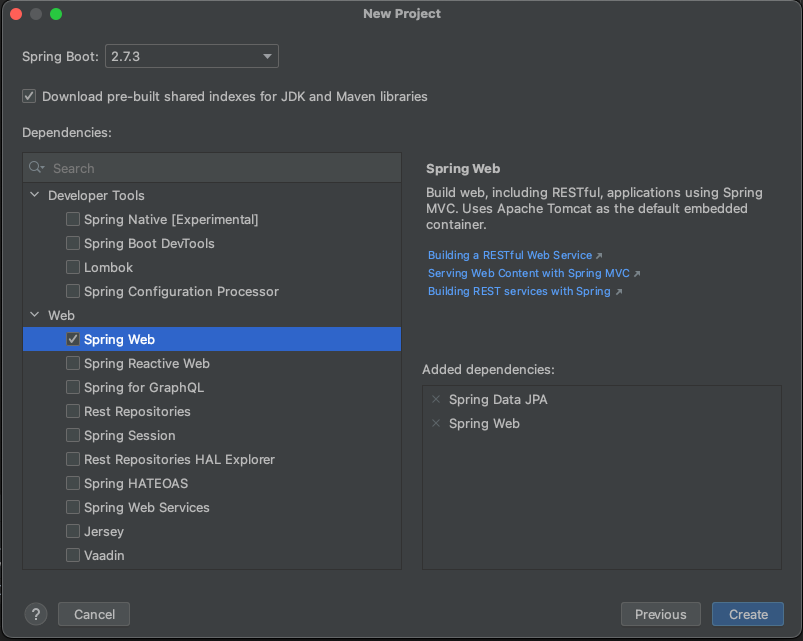 New Project
Spring Boot: 2.7.3
Download pre-built shared indexes for JDK and Maven libraries
Dependencies:
Search
Developer Tools
Spring Native [Experimental]
Spring Boot DevTools
Lombok
Spring Configuration Processor
Web
Spring Web
Spring Reactive Web
Spring for GraphQL
Rest Repositories
Spring Session
Rest Repositories HAL Explorer
Spring HATEOAS
Spring Web Services
Jersey
Vaadin
Spring Web
Build web, including RESTful, applications using Spring
MVC. Uses Apache Tomcat as the default embedded
container.
Building a RESTful Web Service
Serving Web Content with Spring MVC
Building REST services with Spring
Added dependencies:
Spring Data JPA
Spring Web
? Cancel Previous Create